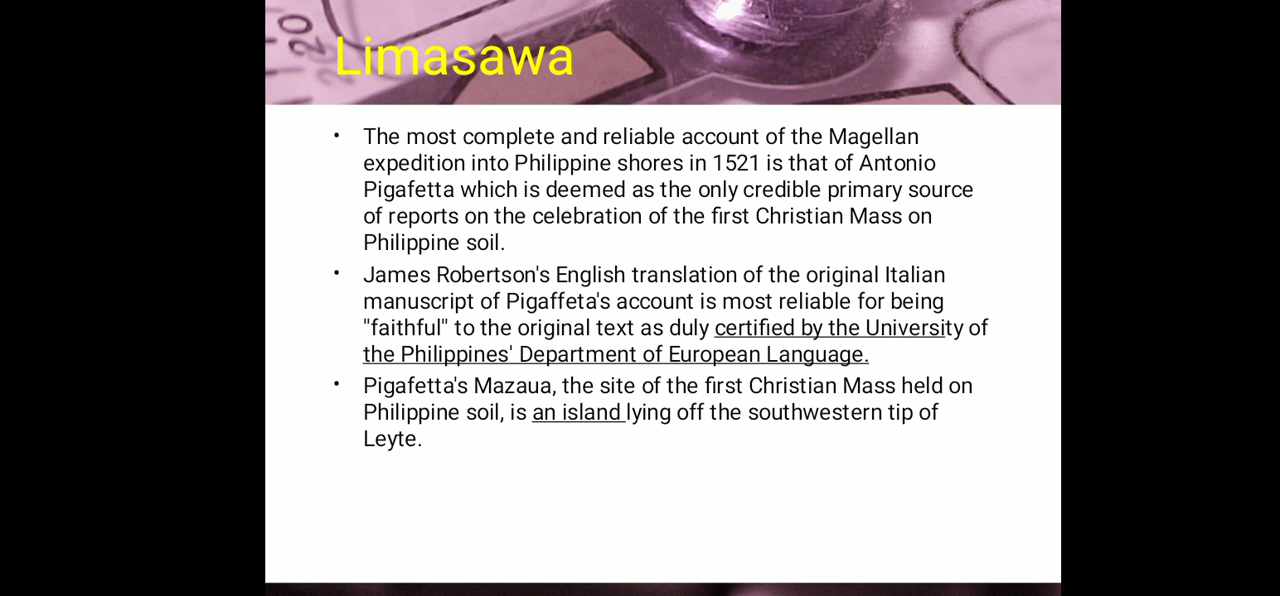 Limasawa
• The most complete and reliable account of the Magellan
expedition into Philippine shores in 1521 is that of Antonio
Pigafetta which is deemed as the only credible primary source
of reports on the celebration of the first Christian Mass on
Philippine soil.
• James Robertson's English translation of the original Italian
manuscript of Pigaffeta's account is most reliable for being
"faithful" to the original text as duly certified by the University of
the Philippines' Department of European Language.
• Pigafetta's Mazaua, the site of the first Christian Mass held on
Philippine soil, is an island lying off the southwestern tip of
Leyte.